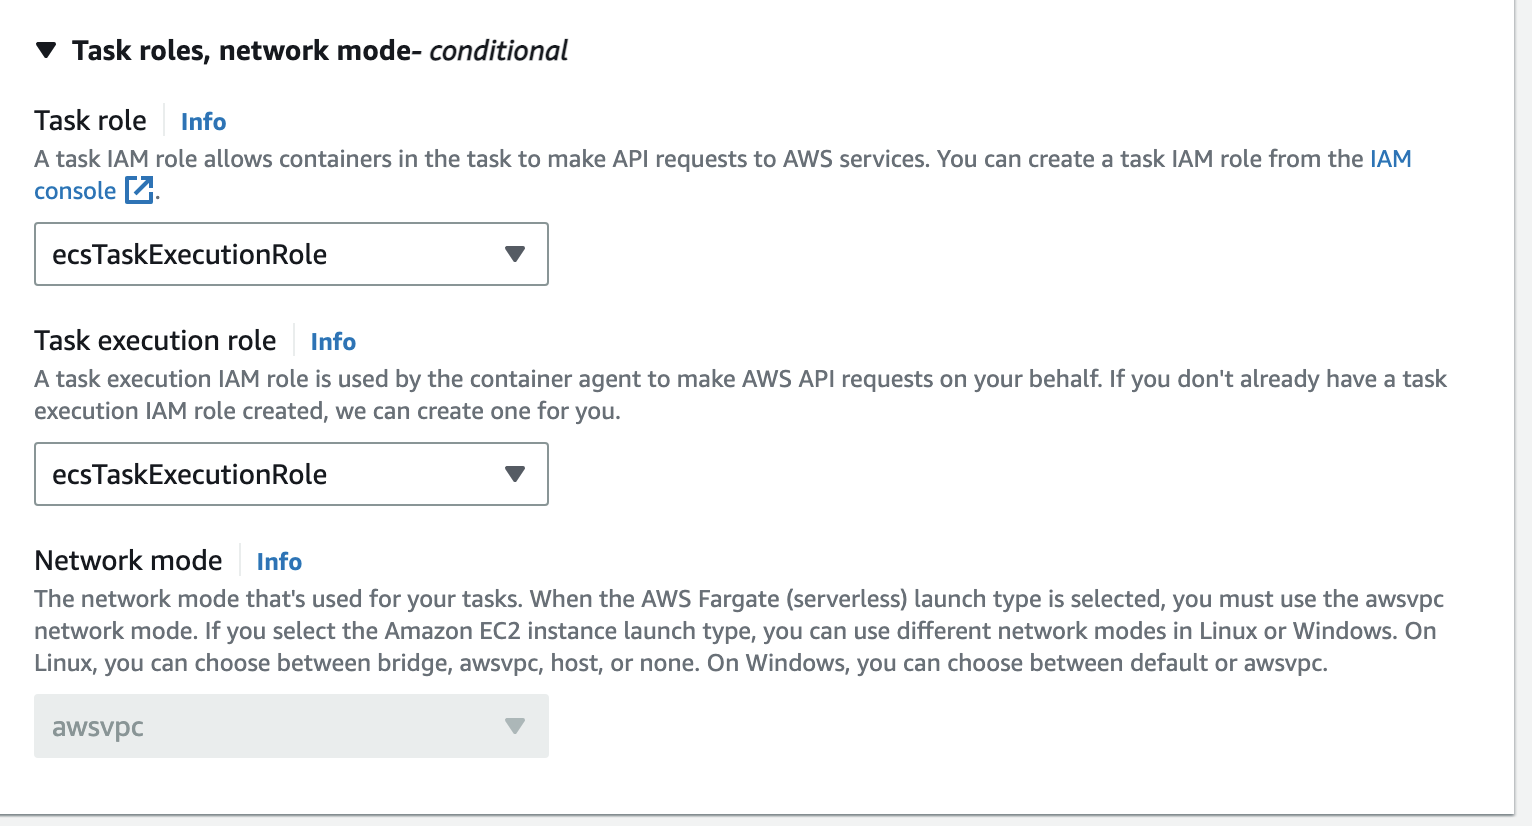 Task roles, network mode- conditional
Task role Info
A task IAM role allows containers in the task to make API requests to AWS services. You can create a task IAM role from the IAM
console .
ecsTaskExecutionRole
Task execution role Info
A task execution IAM role is used by the container agent to make AWS API requests on your behalf. If you don't already have a task
execution IAM role created, we can create one for you.
ecsTaskExecutionRole
Network mode Info
The network mode that's used for your tasks. When the AWS Fargate (serverless) launch type is selected, you must use the awsvpc
network mode. If you select the Amazon EC2 instance launch type, you can use different network modes in Linux or Windows. On
Linux, you can choose between bridge, awsvpc, host, or none. On Windows, you can choose between default or awsvpc.
awsvpc